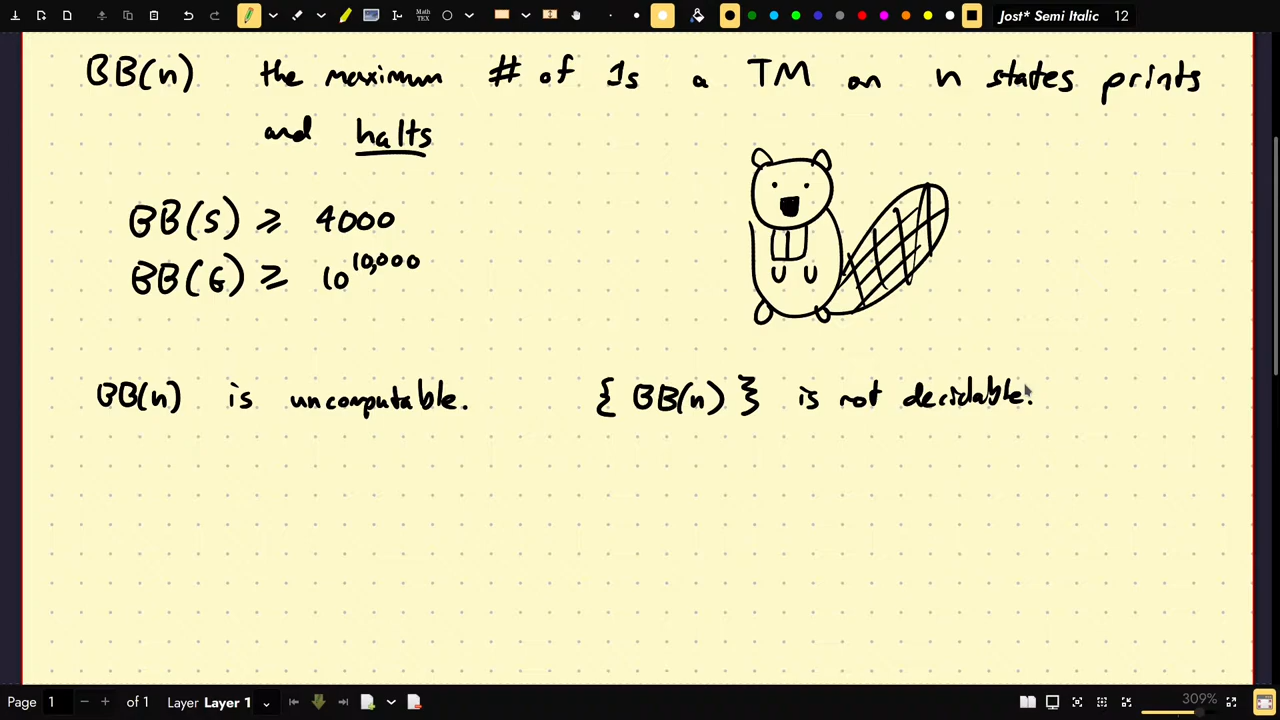 Math
TEX
Jost* Semi Italic 12
BB(n) the maximum # of 1s a TM on n states prints
and halts
BB(5) ≥ 4000
BB(6) ≥ 10^10,000
BB(n) is uncomputable. { BB(n) } is not decidable.
Page 1 of 1 Layer Layer 1 309%